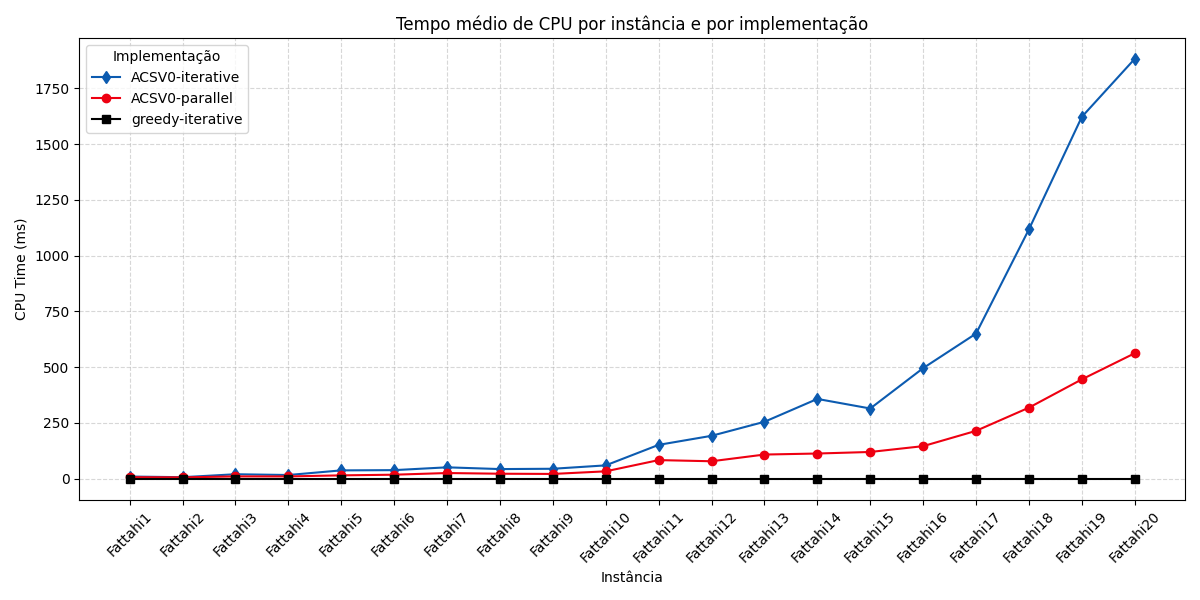 Tempo médio de CPU por instância e por implementação
Implementação
ACSV0-iterative
ACSV0-parallel
greedy-iterative
CPU Time (ms)
1750
1500
1250
1000
750
500
250
0
Fattahi1
Fattahi2
Fattahi3
Fattahi4
Fattahi5
Fattahi6
Fattahi7
Fattahi8
Fattahi9
Fattahi10
Fattahi11
Fattahi12
Fattahi13
Fattahi14
Fattahi15
Fattahi16
Fattahi17
Fattahi18
Fattahi19
Fattahi20
Instância